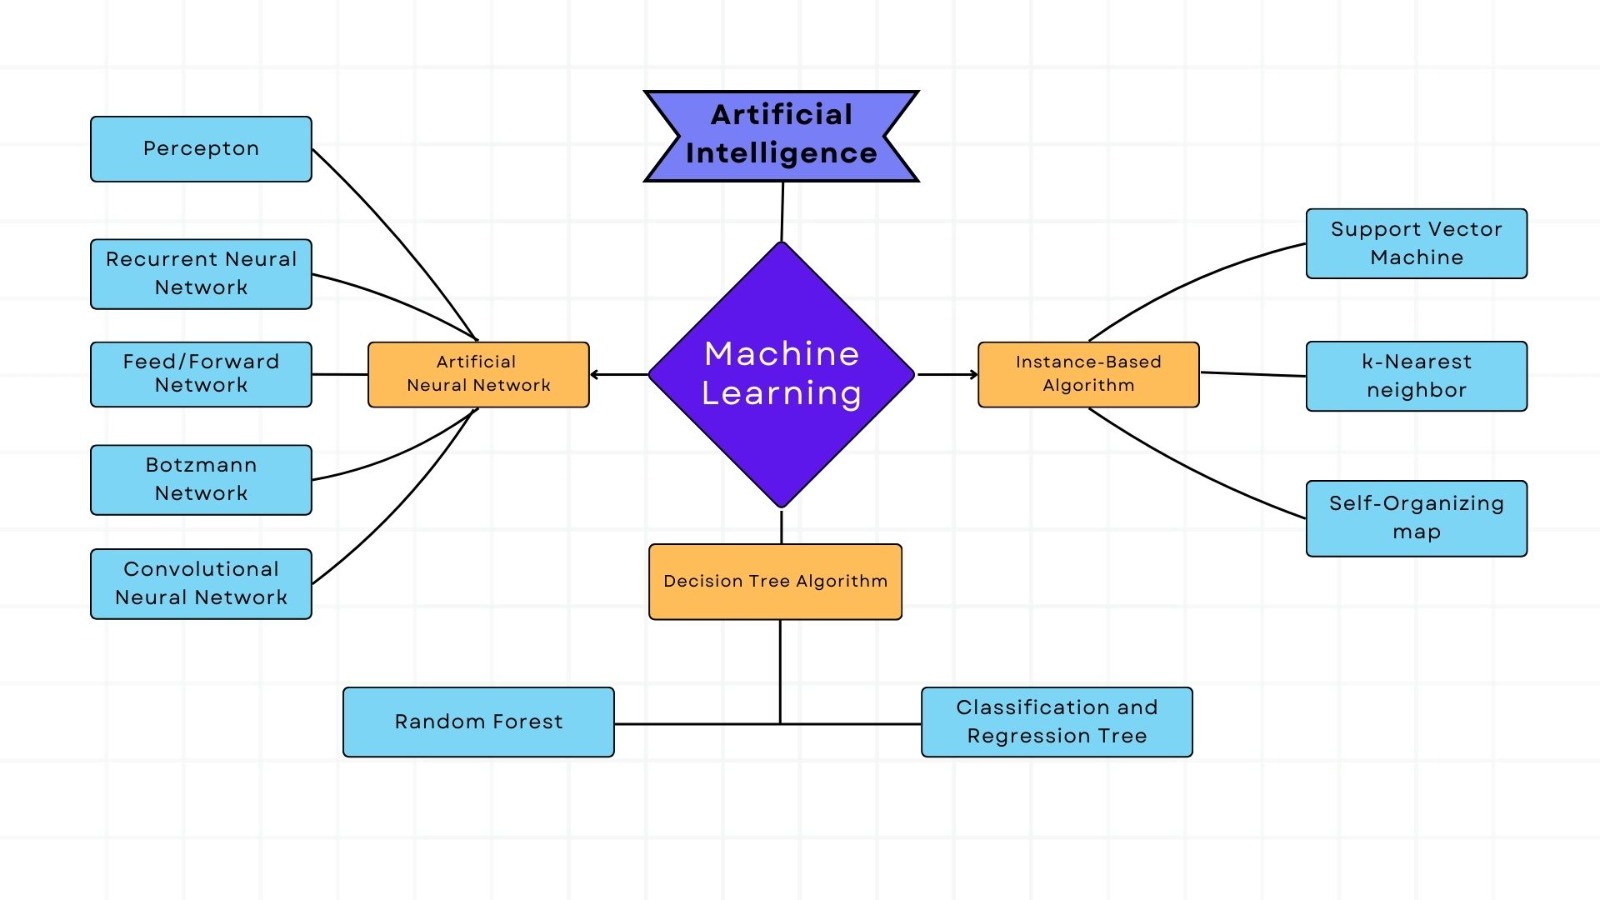 Artificial
Intelligence
Percepton
Recurrent Neural
Network
Feed/Forward
Network
Botzmann
Network
Convolutional
Neural Network
Artificial
Neural Network
Machine
Learning
Instance-Based
Algorithm
Support Vector
Machine
k-Nearest
neighbor
Self-Organizing
map
Decision Tree Algorithm
Random Forest
Classification and
Regression Tree